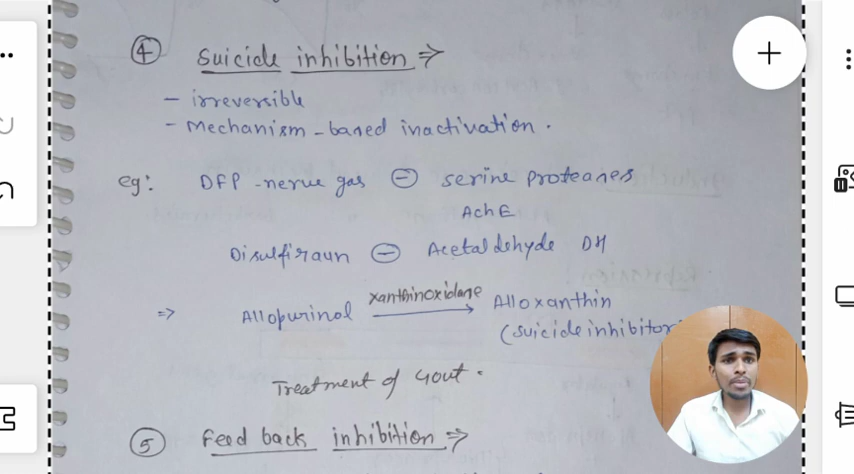 ④ Suicide inhibition ⇒
- irreversible
- Mechanism-based inactivation.
eg: DFP-nerve gas ⊖ serine proteases
AchE
Disulfiraum ⊖ Acetaldehyde DH
⇒ Allopurinol xanthinoxidase → Alloxanthin
(suicide inhibitor
Treatment of Gout.
⑤ Feed back inhibition ⇒